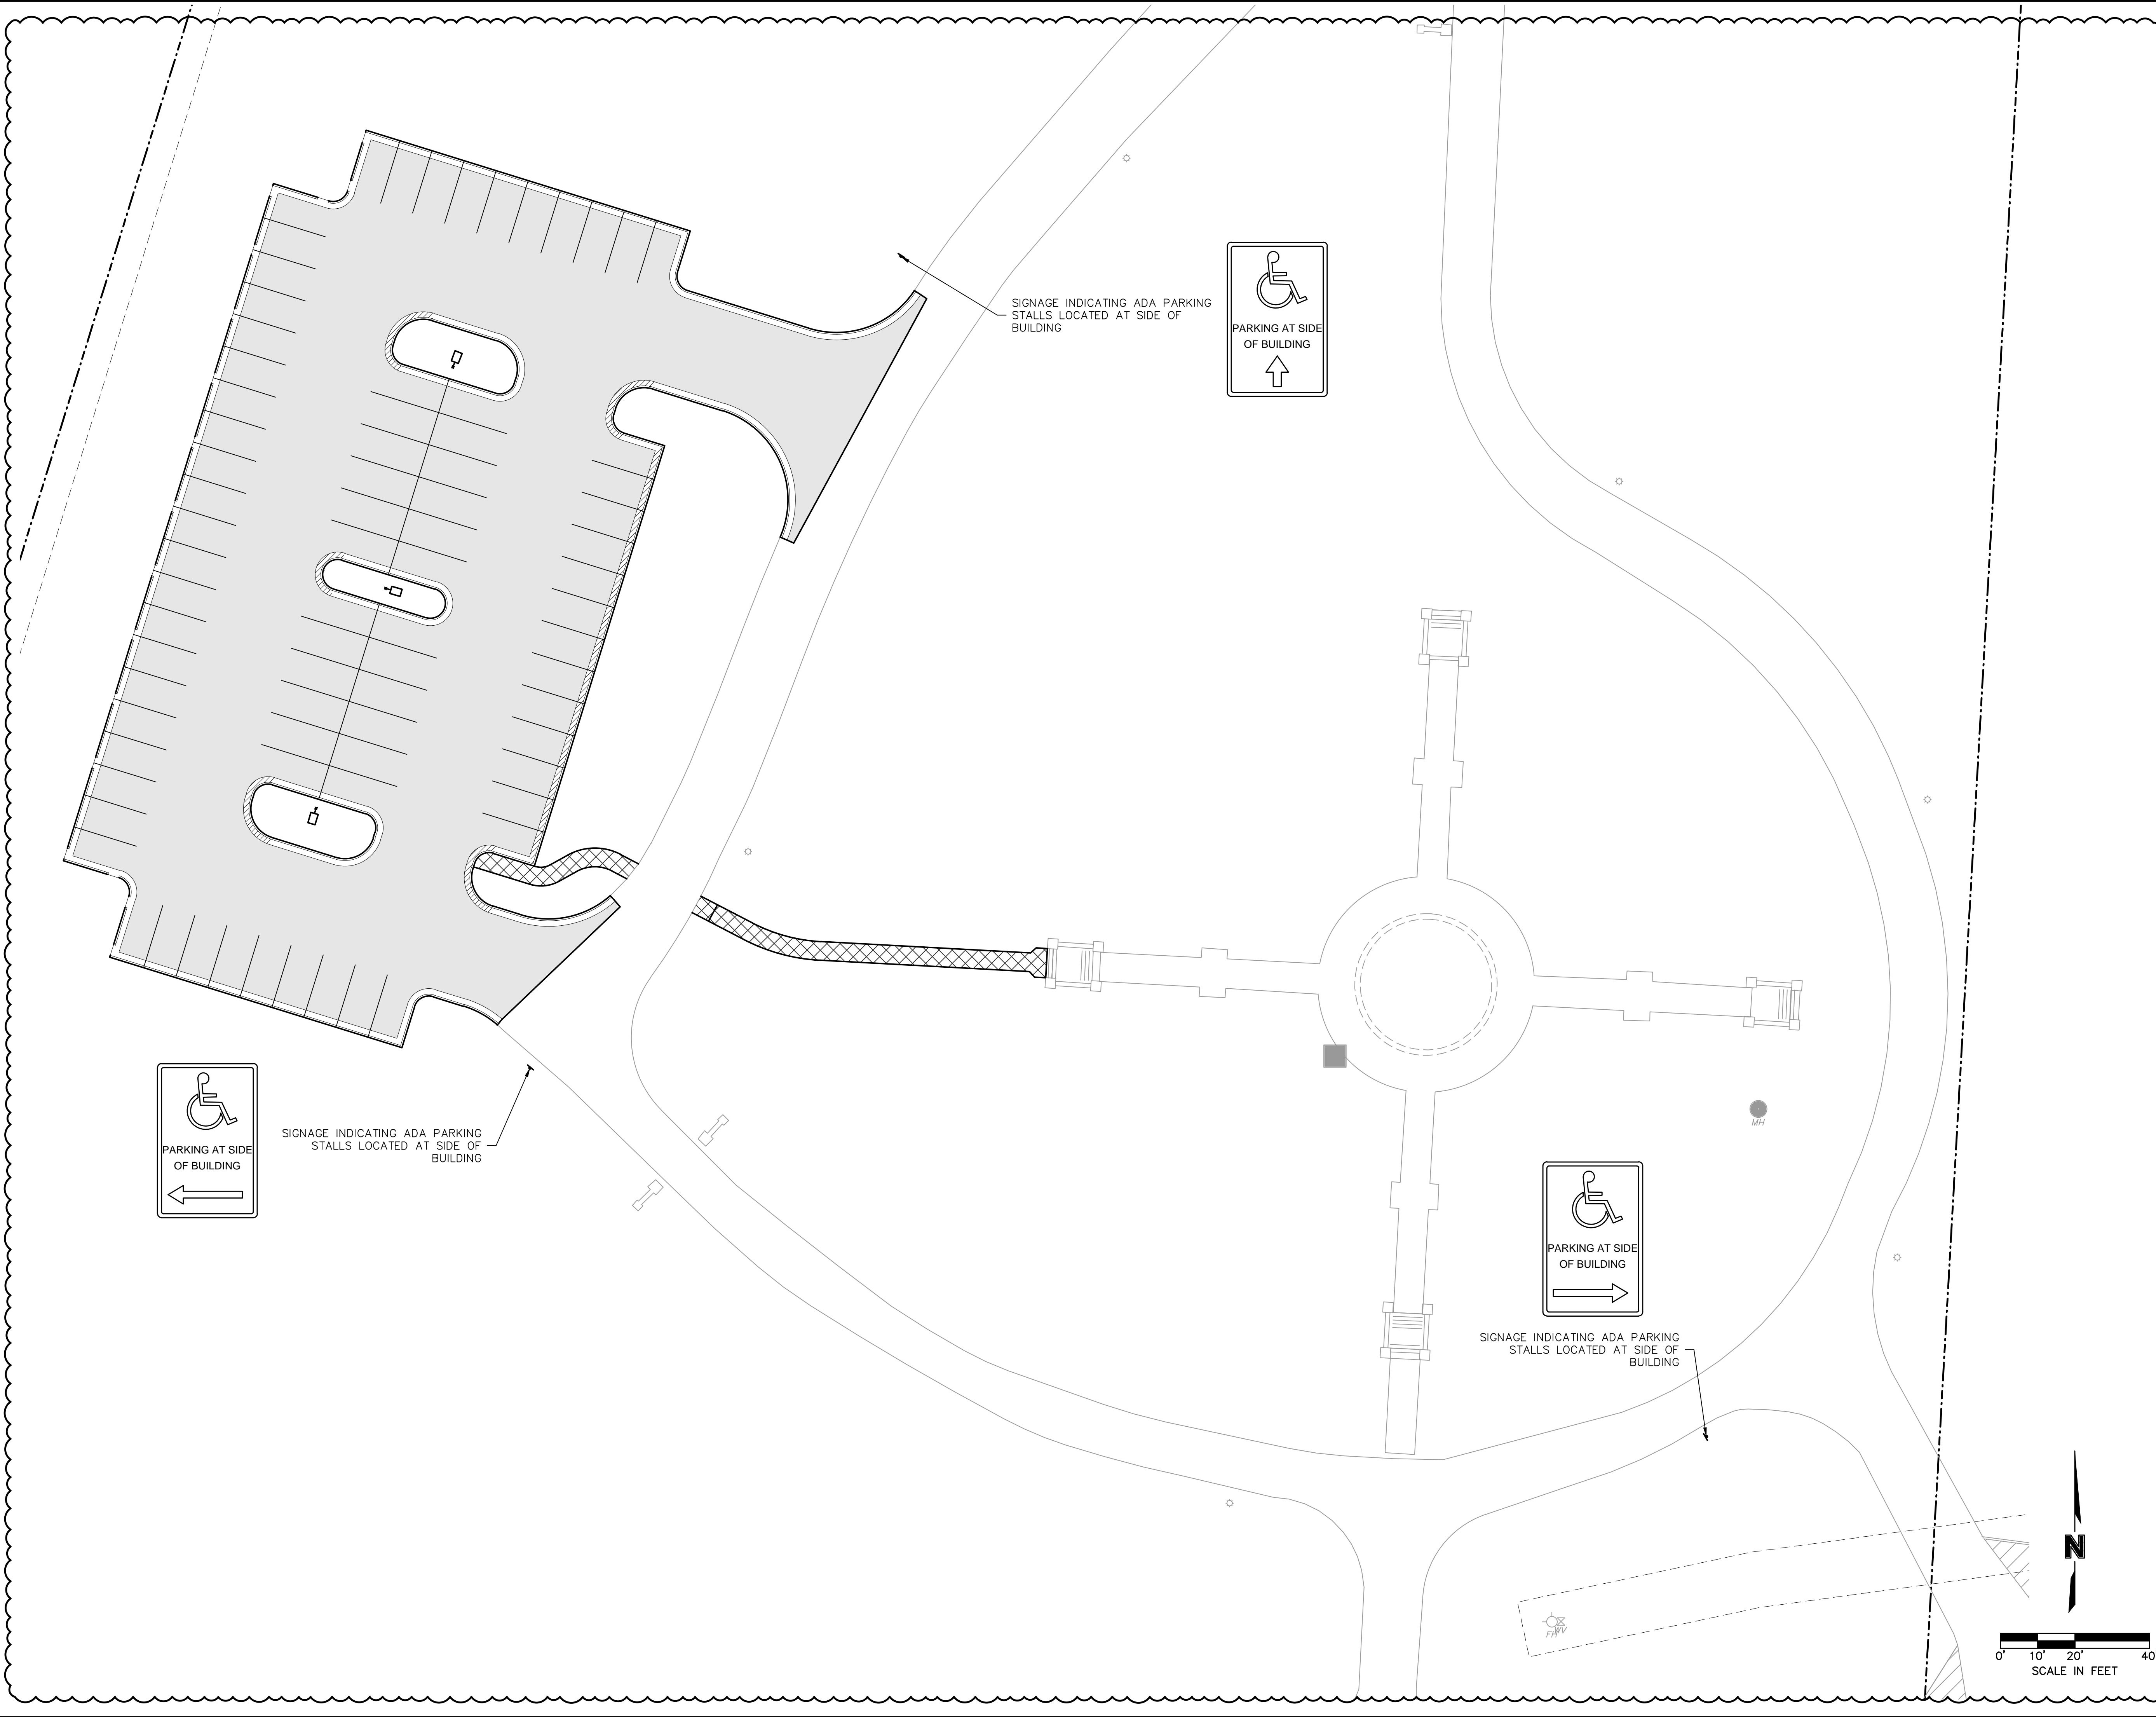 SIGNAGE INDICATING ADA PARKING
STALLS LOCATED AT SIDE OF
BUILDING
PARKING AT SIDE
OF BUILDING
PARKING AT SIDE
OF BUILDING
SIGNAGE INDICATING ADA PARKING
STALLS LOCATED AT SIDE OF
BUILDING
MH
PARKING AT SIDE
OF BUILDING
SIGNAGE INDICATING ADA PARKING
STALLS LOCATED AT SIDE OF
BUILDING
N
FH WV
0' 10' 20' 40
SCALE IN FEET